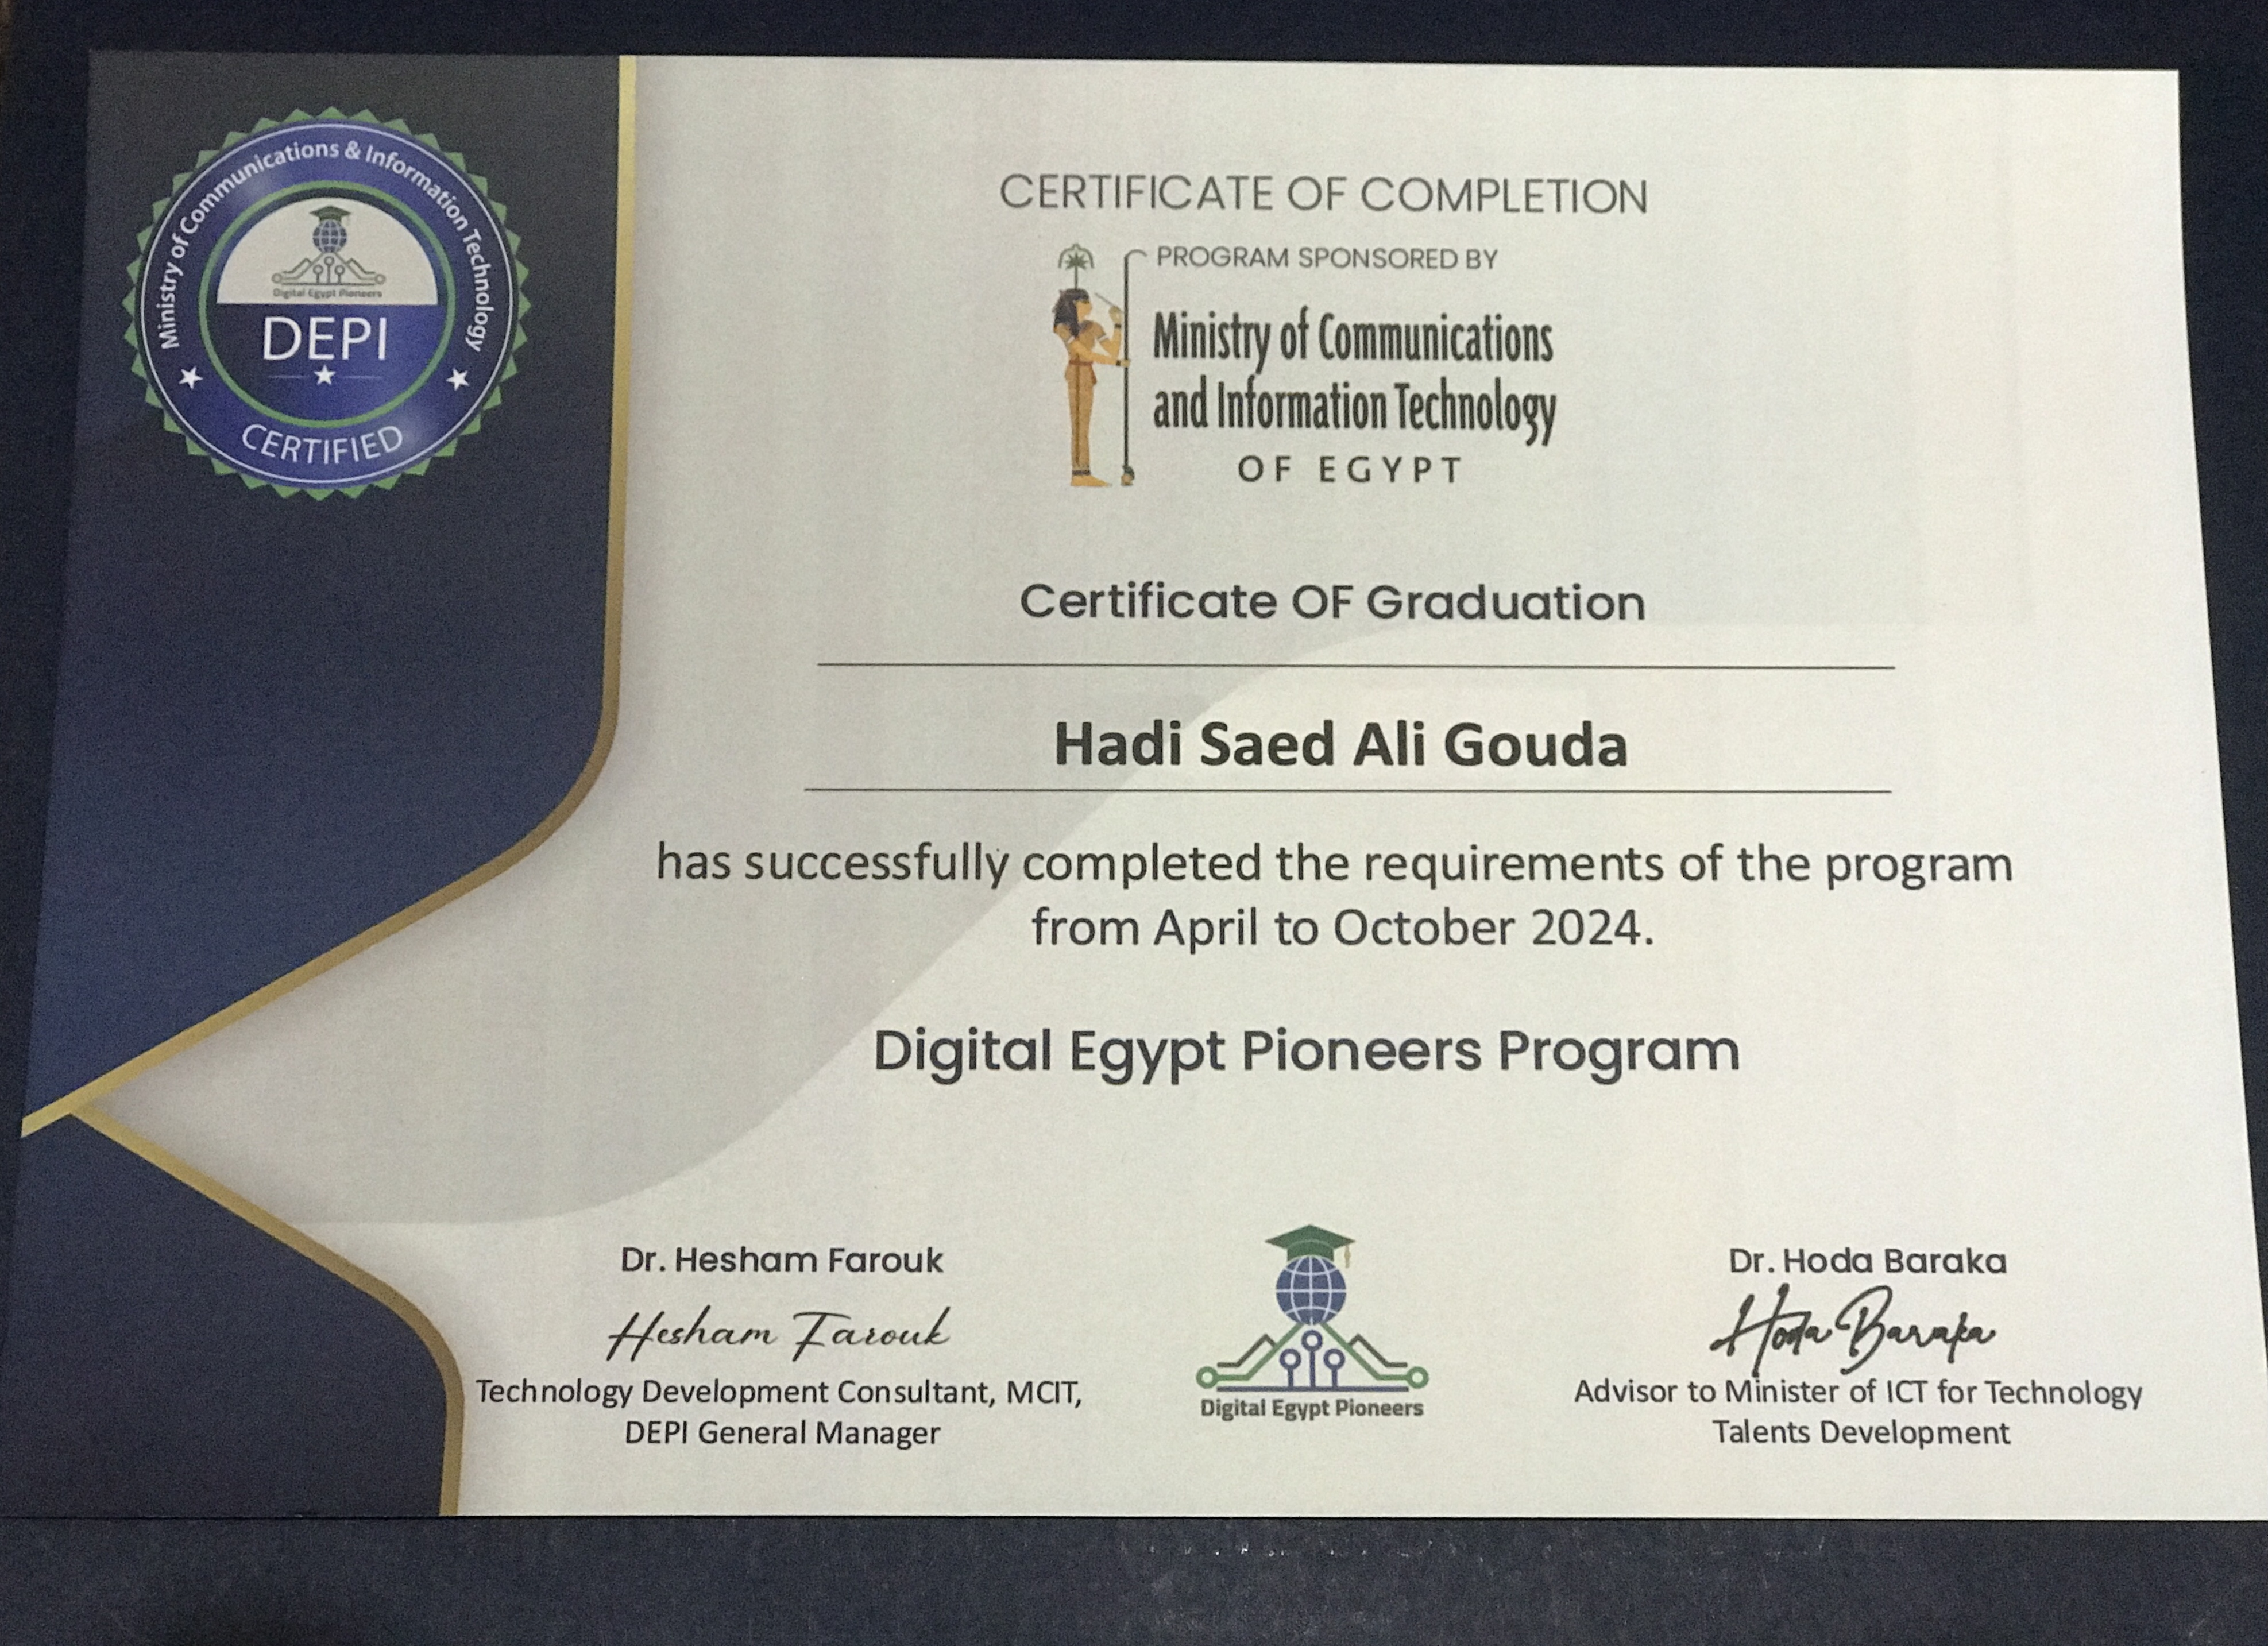 Ministry of Communications & Information Technology
Digital Egypt Pioneers
DEPI
CERTIFIED
CERTIFICATE OF COMPLETION
PROGRAM SPONSORED BY
Ministry of Communications
and Information Technology
OF EGYPT
Certificate OF Graduation
Hadi Saed Ali Gouda
has successfully completed the requirements of the program
from April to October 2024.
Digital Egypt Pioneers Program
Dr. Hesham Farouk
Hesham Farouk
Technology Development Consultant, MCIT,
DEPI General Manager
Digital Egypt Pioneers
Dr. Hoda Baraka
Hoda Baraka
Advisor to Minister of ICT for Technology
Talents Development